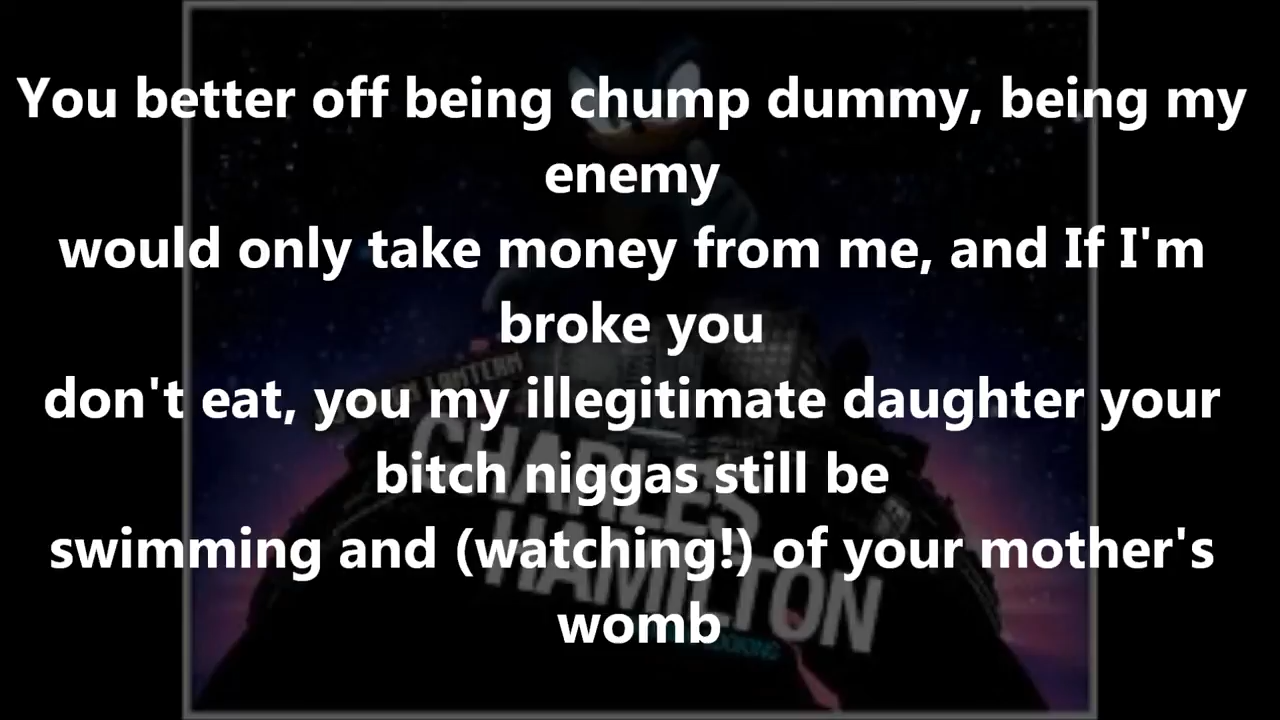 You better off being chump dummy, being my
enemy
would only take money from me, and If I'm
broke you
don't eat, you my illegitimate daughter your
bitch niggas still be
swimming and (watching!) of your mother's
womb
LANTERN
CHARLES
HAMILTON